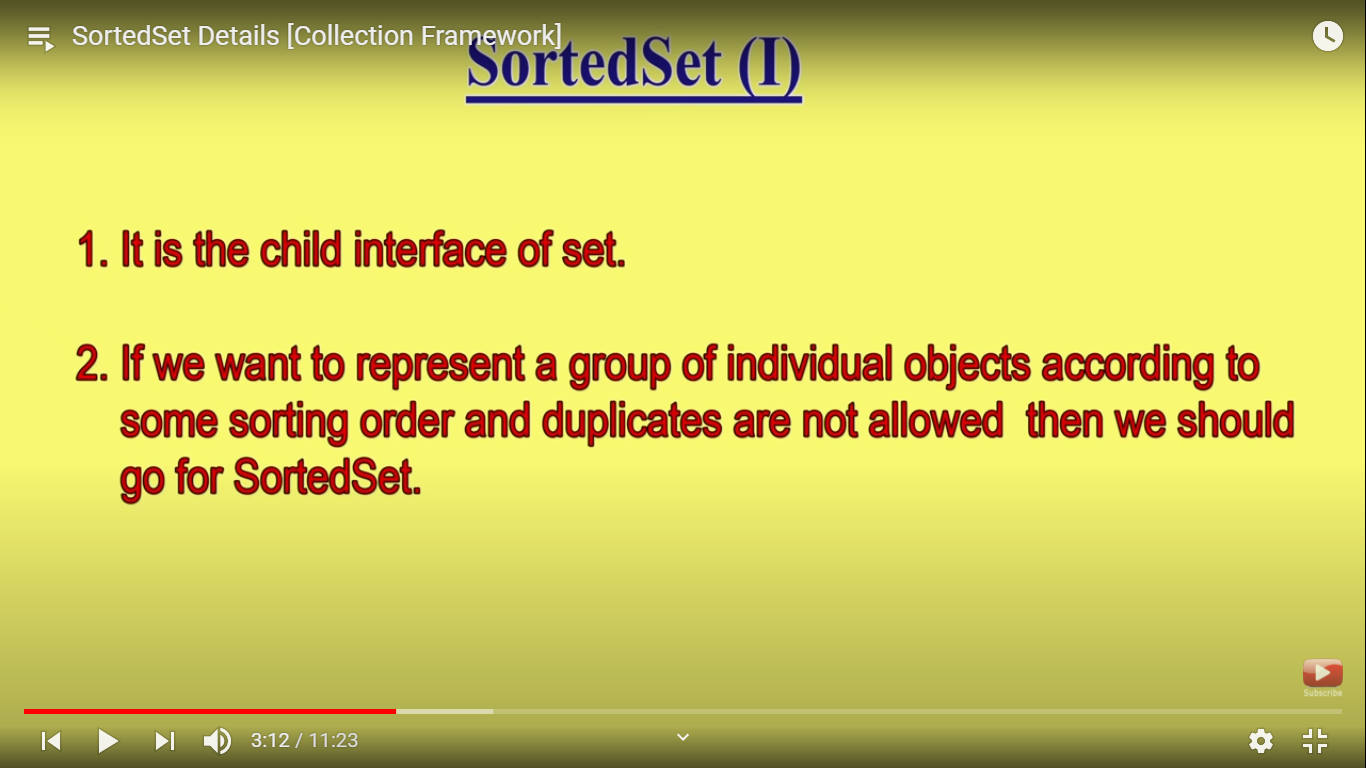 SortedSet Details [Collection Framework]
SortedSet (I)
1. It is the child interface of set.
2. If we want to represent a group of individual objects according to
some sorting order and duplicates are not allowed then we should
go for SortedSet.
Subscribe
3:12 / 11:23